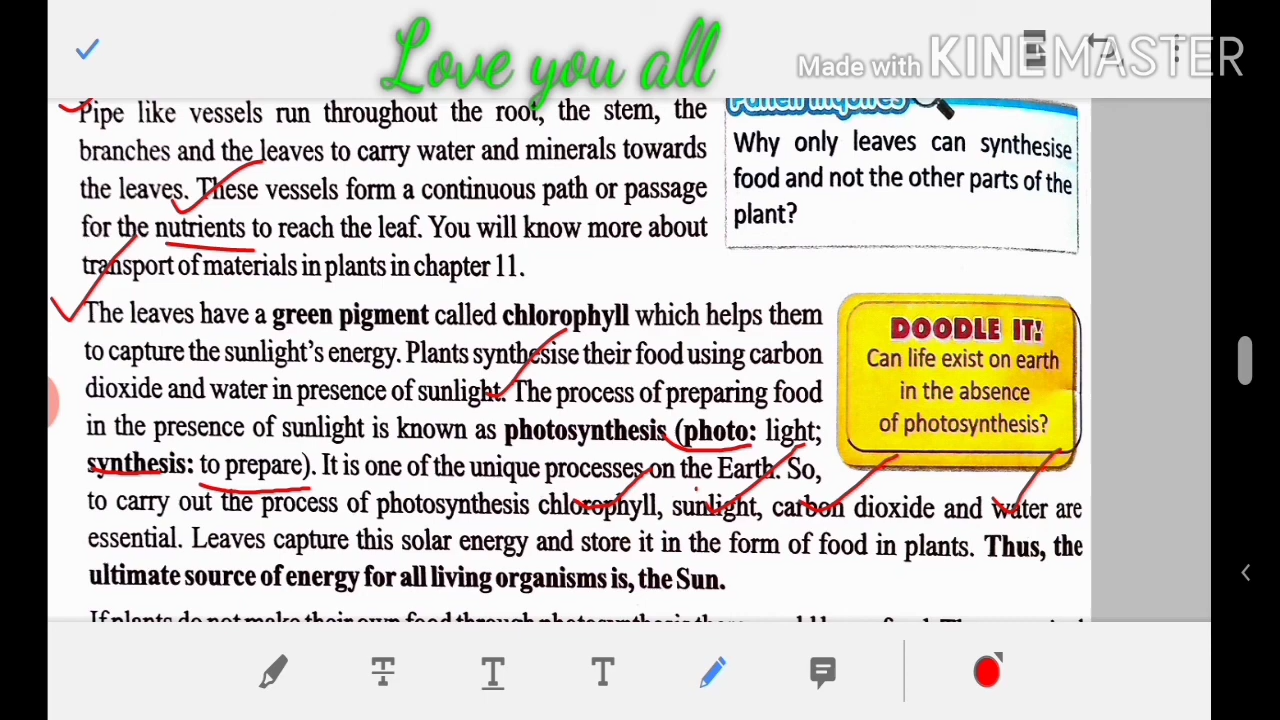 Love you all
Made with KINEMASTER
Pipe like vessels run throughout the root, the stem, the
branches and the leaves to carry water and minerals towards
the leaves. These vessels form a continuous path or passage
for the nutrients to reach the leaf. You will know more about
transport of materials in plants in chapter 11.
Why only leaves can synthesise
food and not the other parts of the
plant?
The leaves have a green pigment called chlorophyll which helps them
to capture the sunlight's energy. Plants synthesise their food using carbon
dioxide and water in presence of sunlight. The process of preparing food
in the presence of sunlight is known as photosynthesis (photo: light;
synthesis: to prepare). It is one of the unique processes on the Earth. So,
to carry out the process of photosynthesis chlorophyll, sunlight, carbon dioxide and water are
essential. Leaves capture this solar energy and store it in the form of food in plants. Thus, the
ultimate source of energy for all living organisms is, the Sun.
DOODLE IT!
Can life exist on earth
in the absence
of photosynthesis?
T
T
T